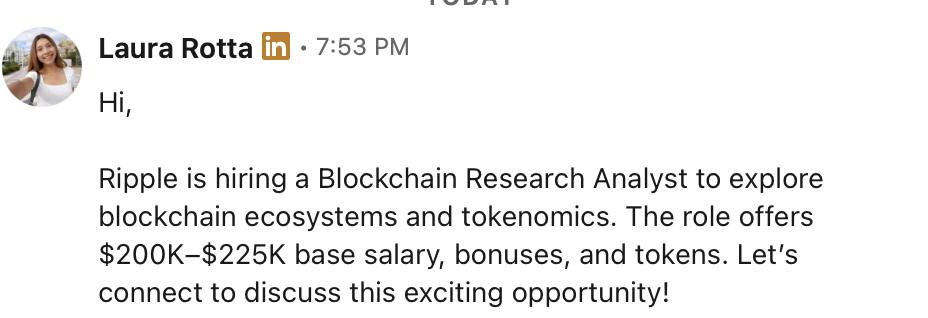 TODAY
Laura Rotta in • 7:53 PM
Hi,
Ripple is hiring a Blockchain Research Analyst to explore
blockchain ecosystems and tokenomics. The role offers
$200K–$225K base salary, bonuses, and tokens. Let’s
connect to discuss this exciting opportunity!